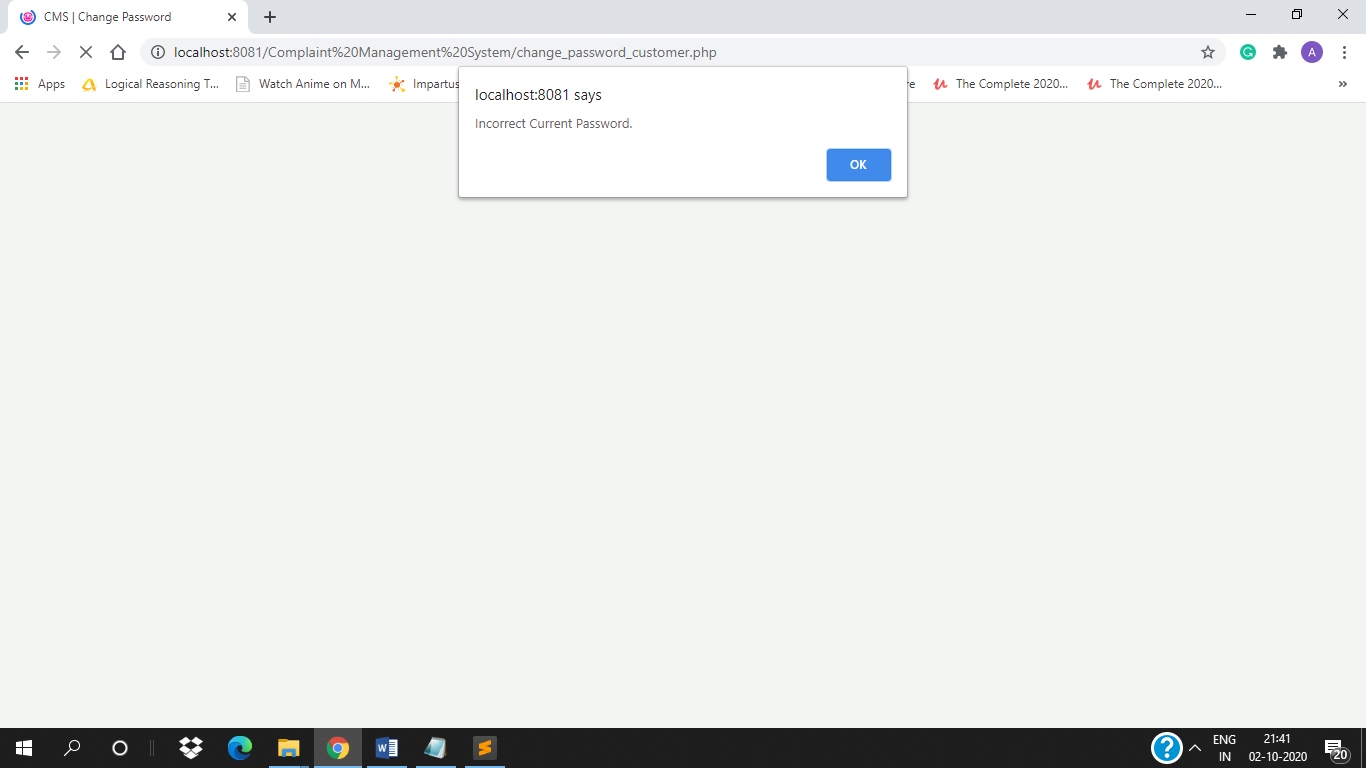 CMS | Change Password
localhost:8081/Complaint%20Management%20System/change_password_customer.php
A
Apps
Logical Reasoning T...
Watch Anime on M...
Impartus
re
The Complete 2020...
The Complete 2020...
localhost:8081 says
Incorrect Current Password.
OK
ENG
IN
21:41
02-10-2020
20